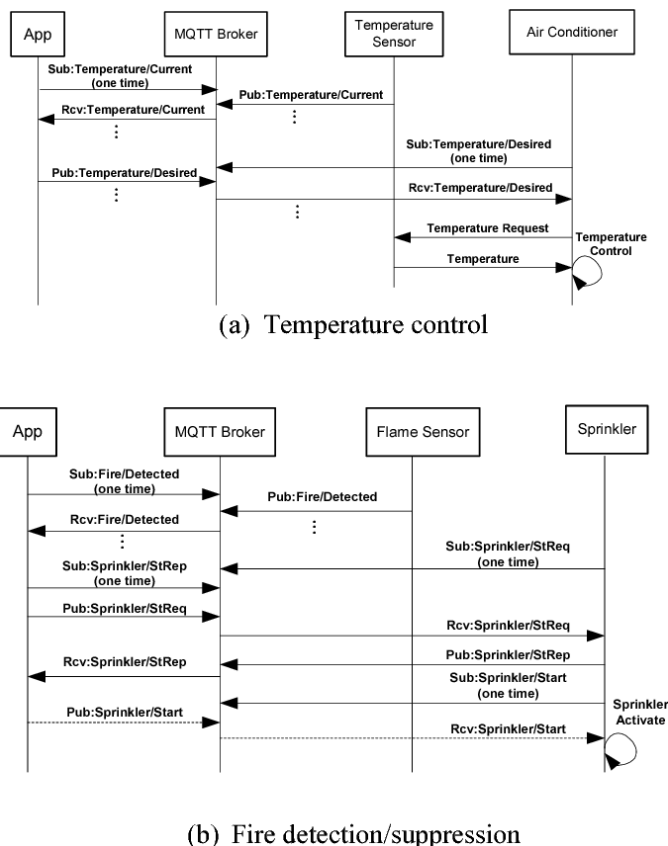 App
MQTT Broker
Temperature
Sensor
Air Conditioner
Sub:Temperature/Current
(one time)
Pub:Temperature/Current
Rcv:Temperature/Current
Sub:Temperature/Desired
(one time)
Pub:Temperature/Desired
Rcv:Temperature/Desired
Temperature Request
Temperature
Control
Temperature
(a) Temperature control
App
MQTT Broker
Flame Sensor
Sprinkler
Sub:Fire/Detected
(one time)
Pub:Fire/Detected
Rcv:Fire/Detected
Sub:Sprinkler/StReq
(one time)
Sub:Sprinkler/StRep
(one time)
Pub:Sprinkler/StReq
Rcv:Sprinkler/StReq
Pub:Sprinkler/StRep
Rcv:Sprinkler/StRep
Sub:Sprinkler/Start
(one time)
Sprinkler
Activate
Pub:Sprinkler/Start
Rcv:Sprinkler/Start
(b) Fire detection/suppression